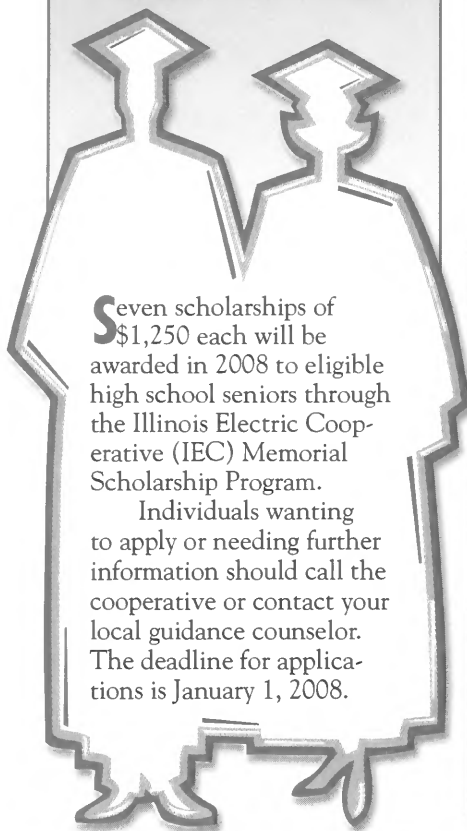 Seven scholarships of
$1,250 each will be
awarded in 2008 to eligible
high school seniors through
the Illinois Electric Coop-
erative (IEC) Memorial
Scholarship Program.
Individuals wanting
to apply or needing further
information should call the
cooperative or contact your
local guidance counselor.
The deadline for applica-
tions is January 1, 2008.